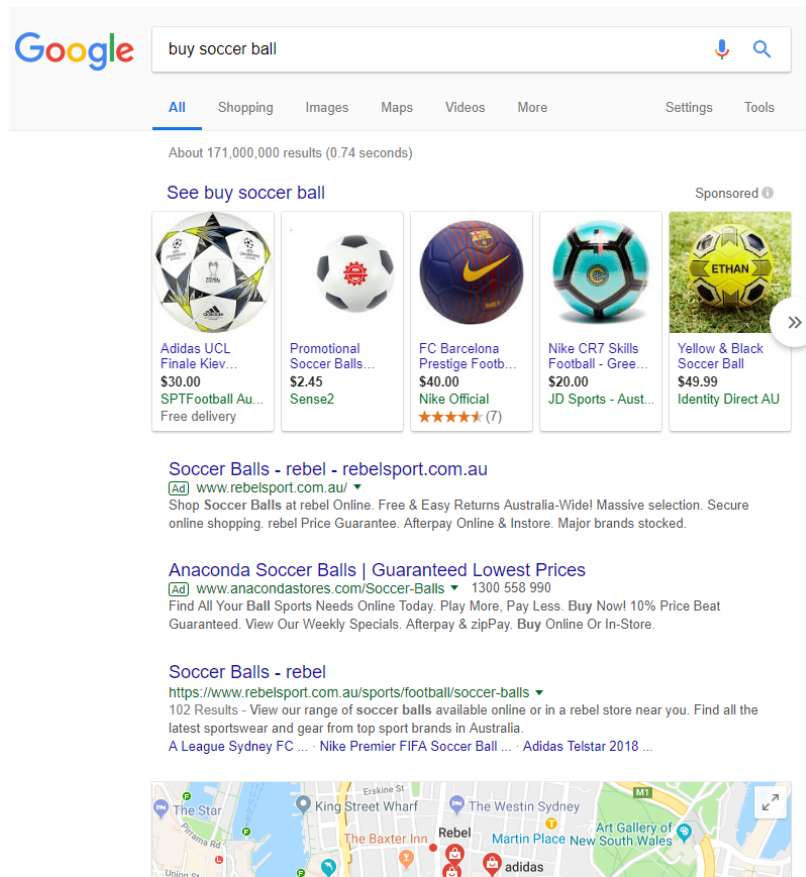 Google
buy soccer ball
All Shopping Images Maps Videos More Settings Tools
About 171,000,000 results (0.74 seconds)
See buy soccer ball
Sponsored
ETHAN
Adidas UCL
Finale Kiev...
$30.00
SPTFootball Au...
Free delivery
Promotional
Soccer Balls...
$2.45
Sense2
FC Barcelona
Prestige Footb...
$40.00
Nike Official
(7)
Nike CR7 Skills
Football - Gree...
$20.00
JD Sports - Aust...
Yellow & Black
Soccer Ball
$49.99
Identity Direct AU
Soccer Balls - rebel - rebelsport.com.au
Ad www.rebelsport.com.au/
Shop Soccer Balls at rebel Online. Free & Easy Returns Australia-Wide! Massive selection. Secure
online shopping. rebel Price Guarantee. Afterpay Online & Instore. Major brands stocked.
Anaconda Soccer Balls | Guaranteed Lowest Prices
Ad www.anacondastores.com/Soccer-Balls 1300 558 990
Find All Your Ball Sports Needs Online Today. Play More, Pay Less. Buy Now! 10% Price Beat
Guaranteed. View Our Weekly Specials. Afterpay & zipPay. Buy Online Or In-Store.
Soccer Balls - rebel
https://www.rebelsport.com.au/sports/football/soccer-balls
102 Results - View our range of soccer balls available online or in a rebel store near you. Find all the
latest sportswear and gear from top sport brands in Australia.
A League Sydney FC ... · Nike Premier FIFA Soccer Ball ... · Adidas Telstar 2018 ...
Erskine St
M1
The Star
King Street Wharf
The Westin Sydney
Pirrama Rd
The Baxter Inn
Rebel
Martin Place
Art Gallery of
New South Wales
adidas
Union St